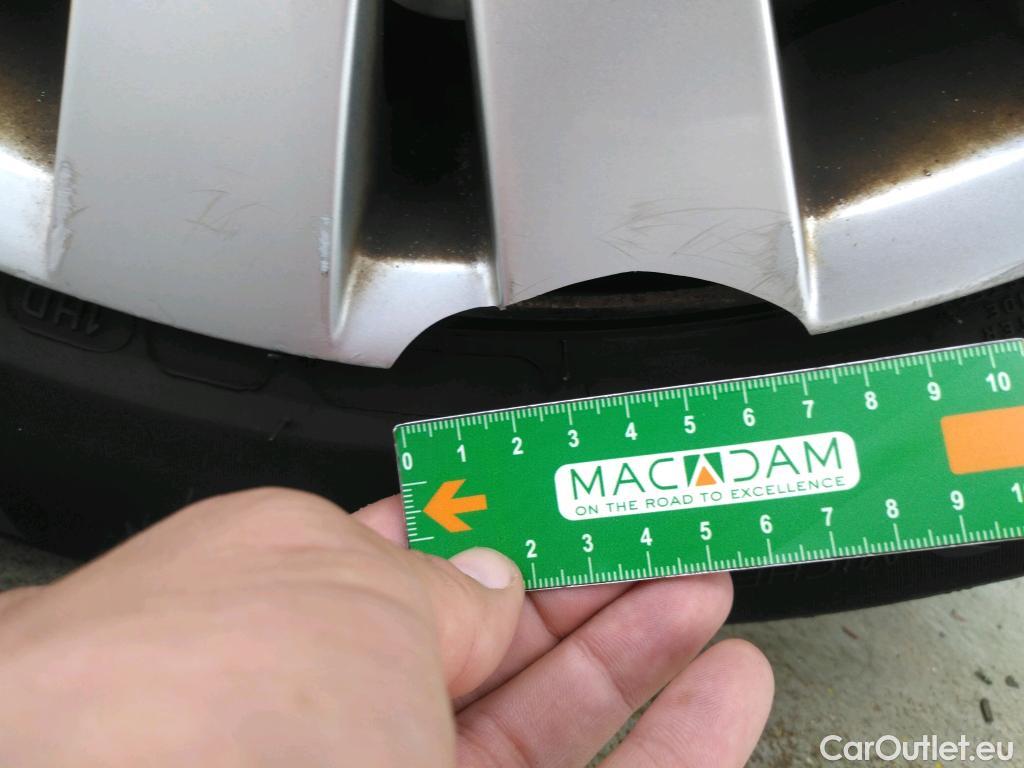 1HD
0 1 2 3 4 5 6 7 8 9 10
MACADAM
ON THE ROAD TO EXCELLENCE
2 3 4 5 6 7 8 9
CarOutlet.eu